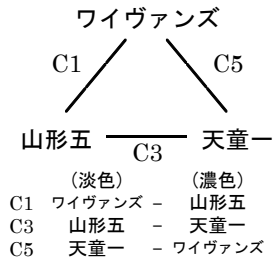 ワイヴァンズ
C1 C5
山形五 天童一
C3
(淡色) (濃色)
C1 ワイヴァンズ − 山形五
C3 山形五 − 天童一
C5 天童一 − ワイヴァンズ